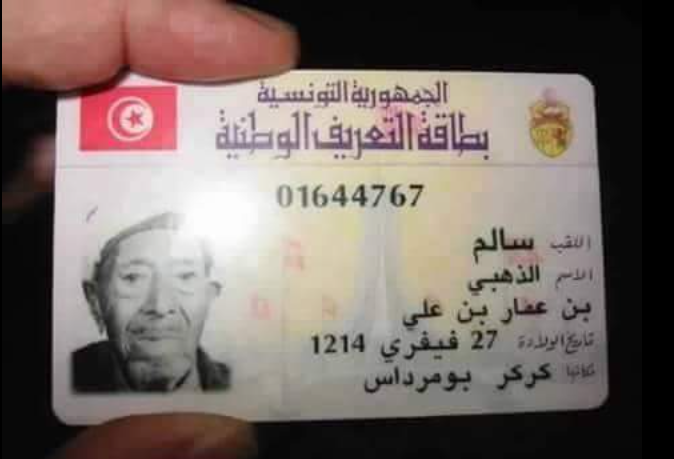 الجمهورية التونسية
بطاقة التعريف الوطنية
01644767
اللقب سالم
الاسم الذهبي
بن عمار بن علي
تاريخ الولادة 27 فيفري 1214
مكانها كركر بومرداس